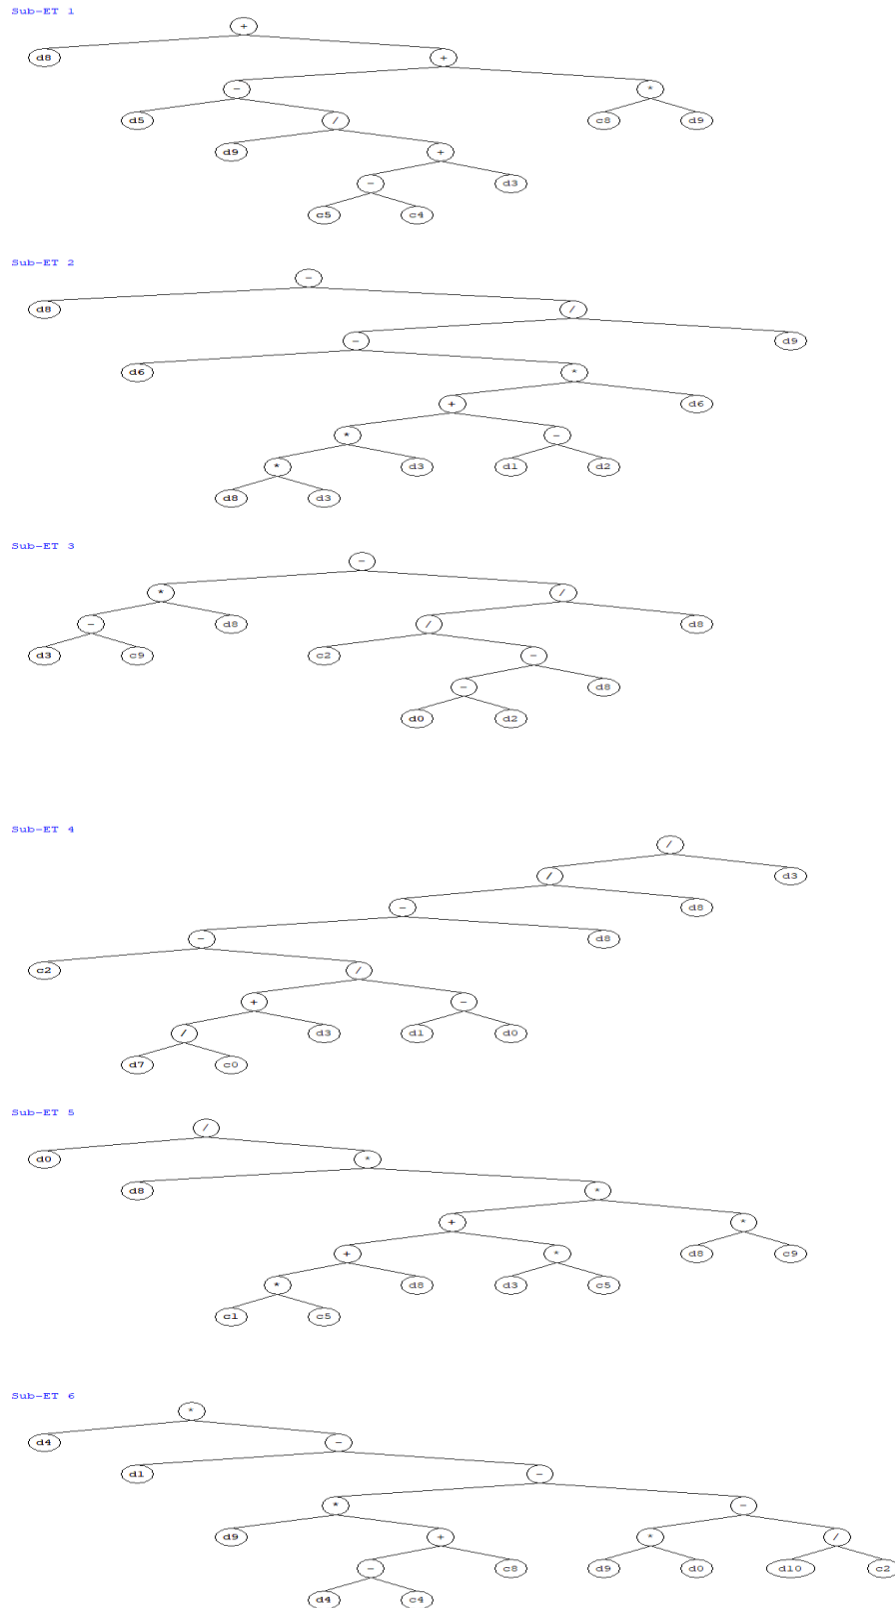 Sub-ET 1
+
d8 +
- *
d5 / c8 d9
d9 +
- d3
c5 c4
Sub-ET 2
-
d8 /
- d9
d6 *
+ d6
* -
* d3 d1 d2
d8 d3
Sub-ET 3
-
* /
- d8 / d8
d3 c9 c2 -
- d8
d0 d2
Sub-ET 4
/
/ d3
- d8
- d8
c2 /
+ -
/ d3 d1 d0
d7 c0
Sub-ET 5
/
d0 *
d8 *
+ *
+ * d8 c9
* d8 d3 c5
c1 c5
Sub-ET 6
*
d4 -
d1 -
* -
d9 + * /
- c8 d9 d0 d10 c2
d4 c4